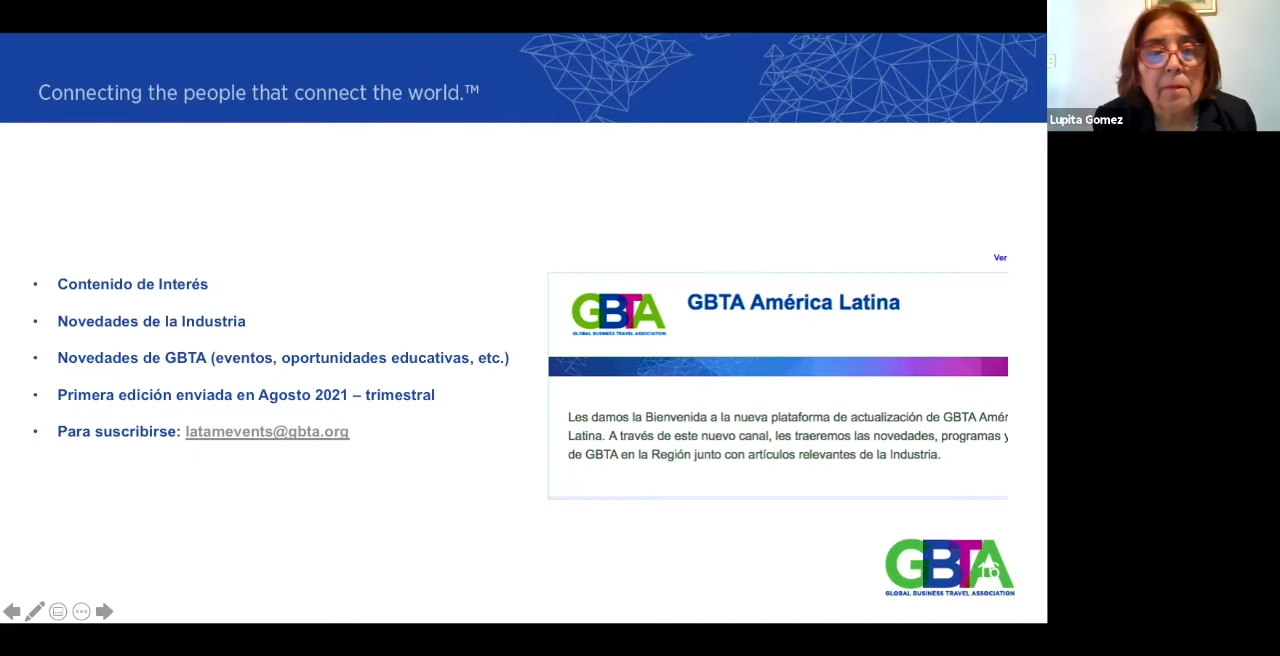 Connecting the people that connect the world.™
Lupita Gomez
• Contenido de Interés
• Novedades de la Industria
• Novedades de GBTA (eventos, oportunidades educativas, etc.)
• Primera edición enviada en Agosto 2021 – trimestral
• Para suscribirse: latamevents@gbta.org
Ver
GBTA
GLOBAL BUSINESS TRAVEL ASSOCIATION
GBTA América Latina
Les damos la Bienvenida a la nueva plataforma de actualización de GBTA Amér
Latina. A través de este nuevo canal, les traeremos las novedades, programas y
de GBTA en la Región junto con artículos relevantes de la Industria.
GBTA
16
GLOBAL BUSINESS TRAVEL ASSOCIATION